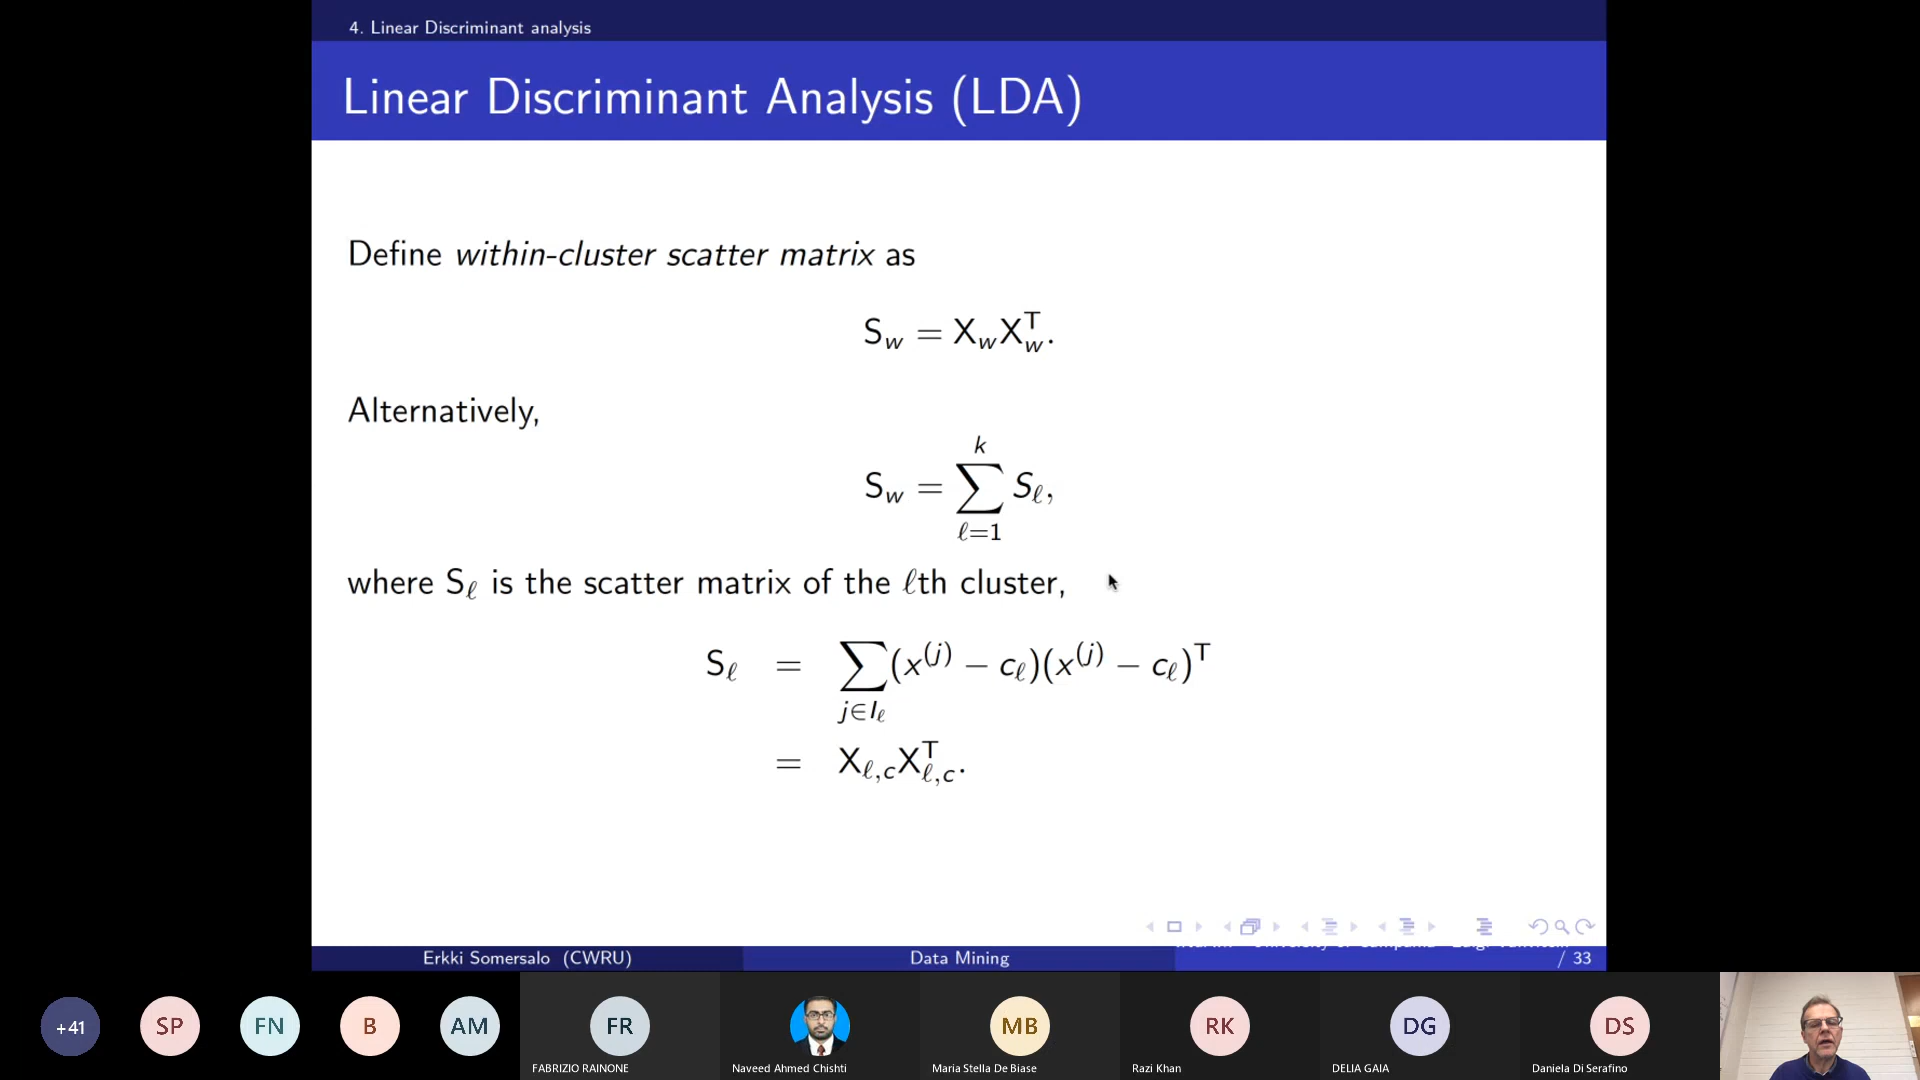 4. Linear Discriminant analysis
Linear Discriminant Analysis (LDA)
Define within-cluster scatter matrix as
S_w = X_w X_w^T.
Alternatively,
S_w = \sum_{ℓ=1}^{k} S_ℓ,
where S_ℓ is the scatter matrix of the ℓth cluster,
S_ℓ = \sum_{j∈I_ℓ} (x^{(j)} − c_ℓ)(x^{(j)} − c_ℓ)^T
= X_{ℓ,c} X_{ℓ,c}^T.
Erkki Somersalo (CWRU) Data Mining / 33
+41 SP FN B AM FR MB RK DG DS
FABRIZIO RAINONE Naveed Ahmed Chishti Maria Stella De Biase Razi Khan DELIA GAIA Daniela Di Serafino